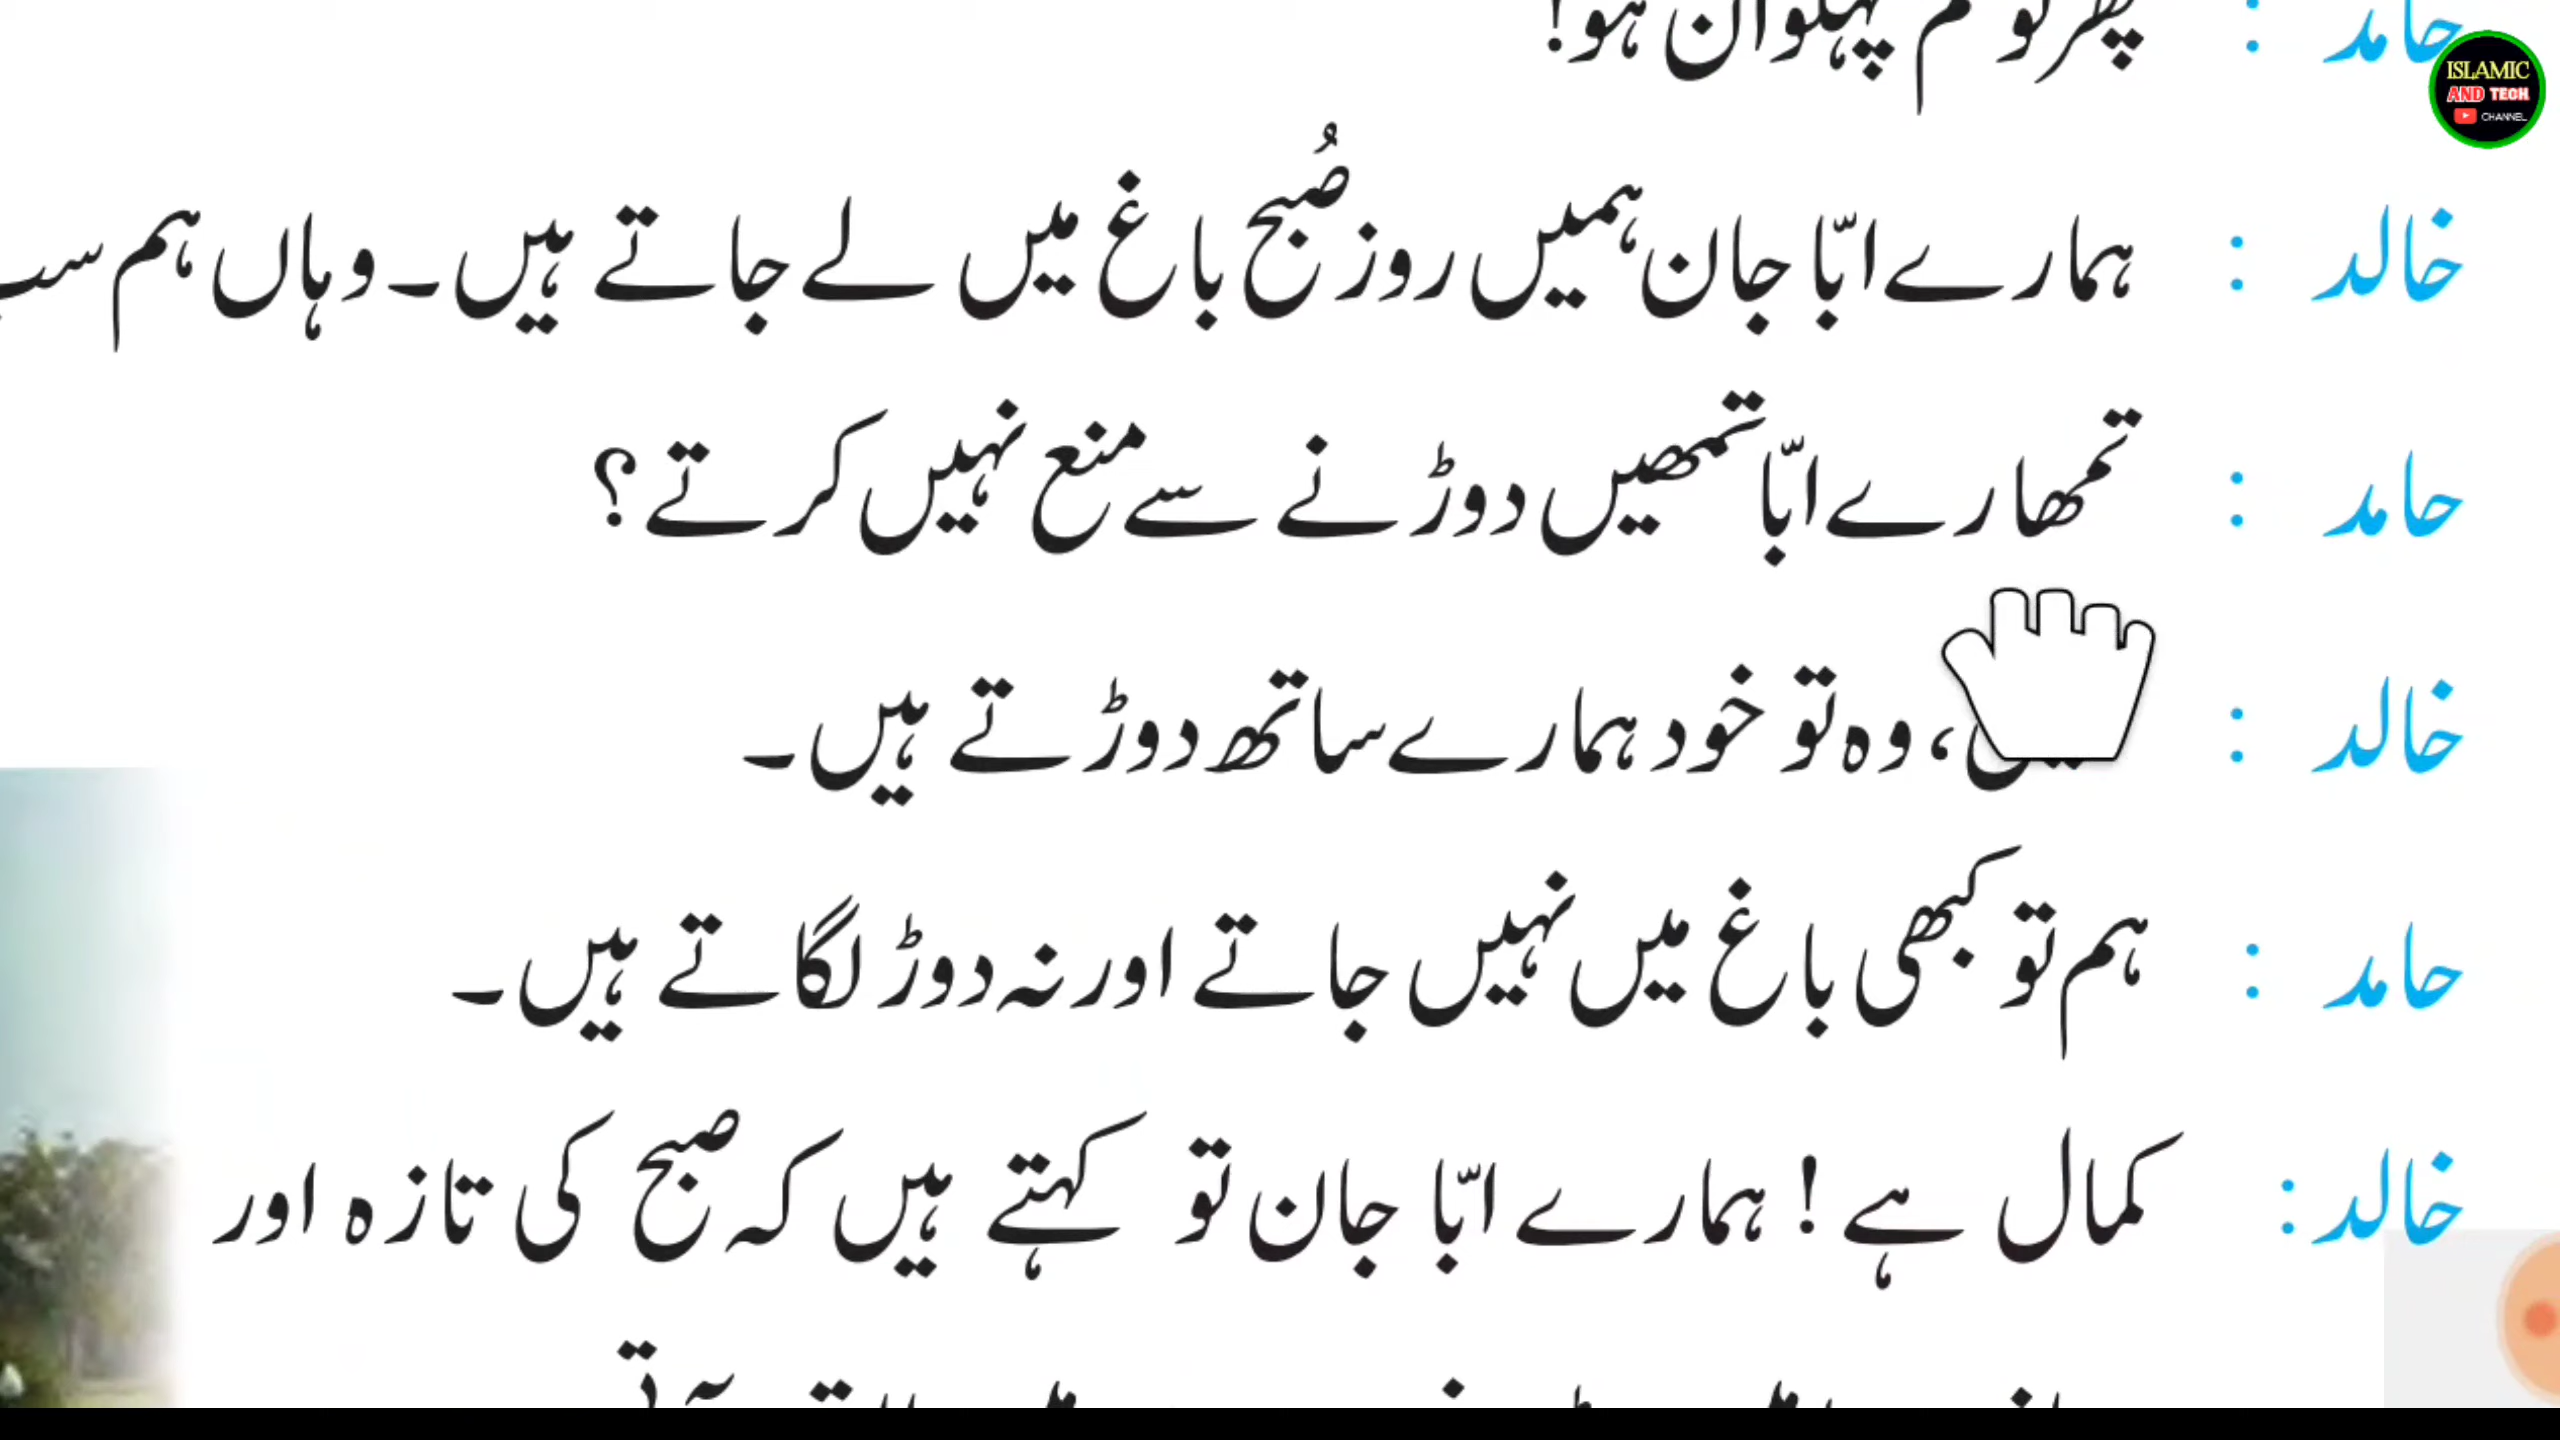 حامد : پھر تو تم پہلوان ہو!
ISLAMIC
AND TECH
CHANNEL
خالد : ہمارے ابّا جان ہمیں روز صُبح باغ میں لے جاتے ہیں۔ وہاں ہم سب
حامد : تمھارے ابّا تمھیں دوڑنے سے منع نہیں کرتے؟
خالد : ، وہ تو خود ہمارے ساتھ دوڑتے ہیں۔
حامد : ہم تو کبھی باغ میں نہیں جاتے اور نہ دوڑ لگاتے ہیں۔
خالد : کمال ہے! ہمارے ابّا جان تو کہتے ہیں کہ صبح کی تازہ اور